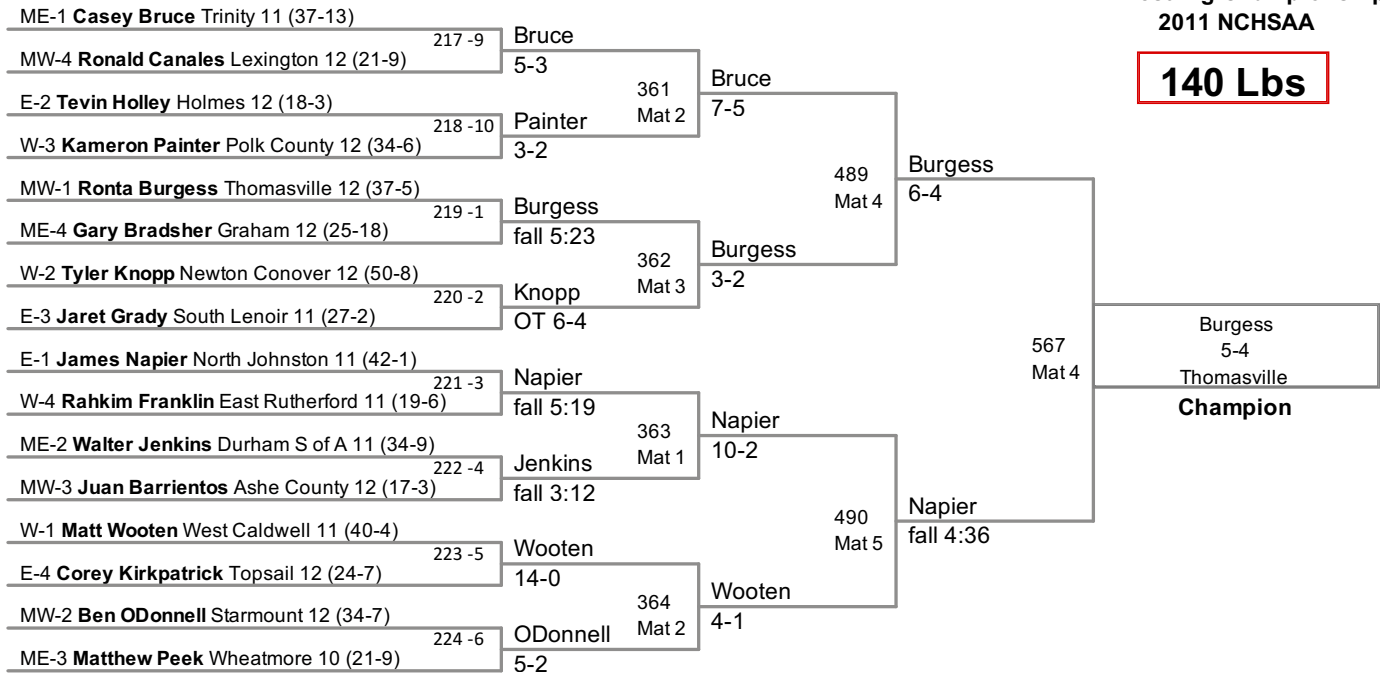 2011 NCHSAA
140 Lbs
ME-1 Casey Bruce Trinity 11 (37-13)
217 -9
MW-4 Ronald Canales Lexington 12 (21-9)
E-2 Tevin Holley Holmes 12 (18-3)
218 -10
W-3 Kameron Painter Polk County 12 (34-6)
MW-1 Ronta Burgess Thomasville 12 (37-5)
219 -1
ME-4 Gary Bradsher Graham 12 (25-18)
W-2 Tyler Knopp Newton Conover 12 (50-8)
220 -2
E-3 Jaret Grady South Lenoir 11 (27-2)
E-1 James Napier North Johnston 11 (42-1)
221 -3
W-4 Rahkim Franklin East Rutherford 11 (19-6)
ME-2 Walter Jenkins Durham S of A 11 (34-9)
222 -4
MW-3 Juan Barrientos Ashe County 12 (17-3)
W-1 Matt Wooten West Caldwell 11 (40-4)
223 -5
E-4 Corey Kirkpatrick Topsail 12 (24-7)
MW-2 Ben ODonnell Starmount 12 (34-7)
224 -6
ME-3 Matthew Peek Wheatmore 10 (21-9)
Bruce
5-3
361
Mat 2
Painter
3-2
Burgess
fall 5:23
362
Mat 3
Knopp
OT 6-4
Napier
fall 5:19
363
Mat 1
Jenkins
fall 3:12
Wooten
14-0
364
Mat 2
ODonnell
5-2
Bruce
7-5
489
Mat 4
Burgess
3-2
Napier
10-2
490
Mat 5
Wooten
4-1
Burgess
6-4
567
Mat 4
Napier
fall 4:36
Burgess
5-4
Thomasville
Champion